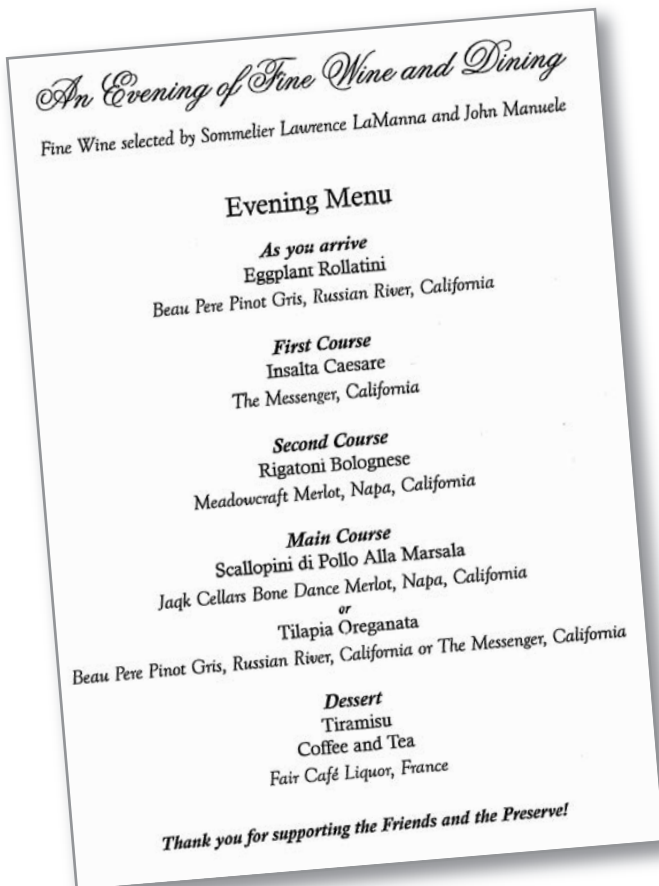 An Evening of Fine Wine and Dining
Fine Wine selected by Sommelier Lawrence LaManna and John Manuele
Evening Menu
As you arrive
Eggplant Rollatini
Beau Pere Pinot Gris, Russian River, California
First Course
Insalta Caesare
The Messenger, California
Second Course
Rigatoni Bolognese
Meadowcraft Merlot, Napa, California
Main Course
Scallopini di Pollo Alla Marsala
Jaqk Cellars Bone Dance Merlot, Napa, California
or
Tilapia Oreganata
Beau Pere Pinot Gris, Russian River, California or The Messenger, California
Dessert
Tiramisu
Coffee and Tea
Fair Café Liquor, France
Thank you for supporting the Friends and the Preserve!